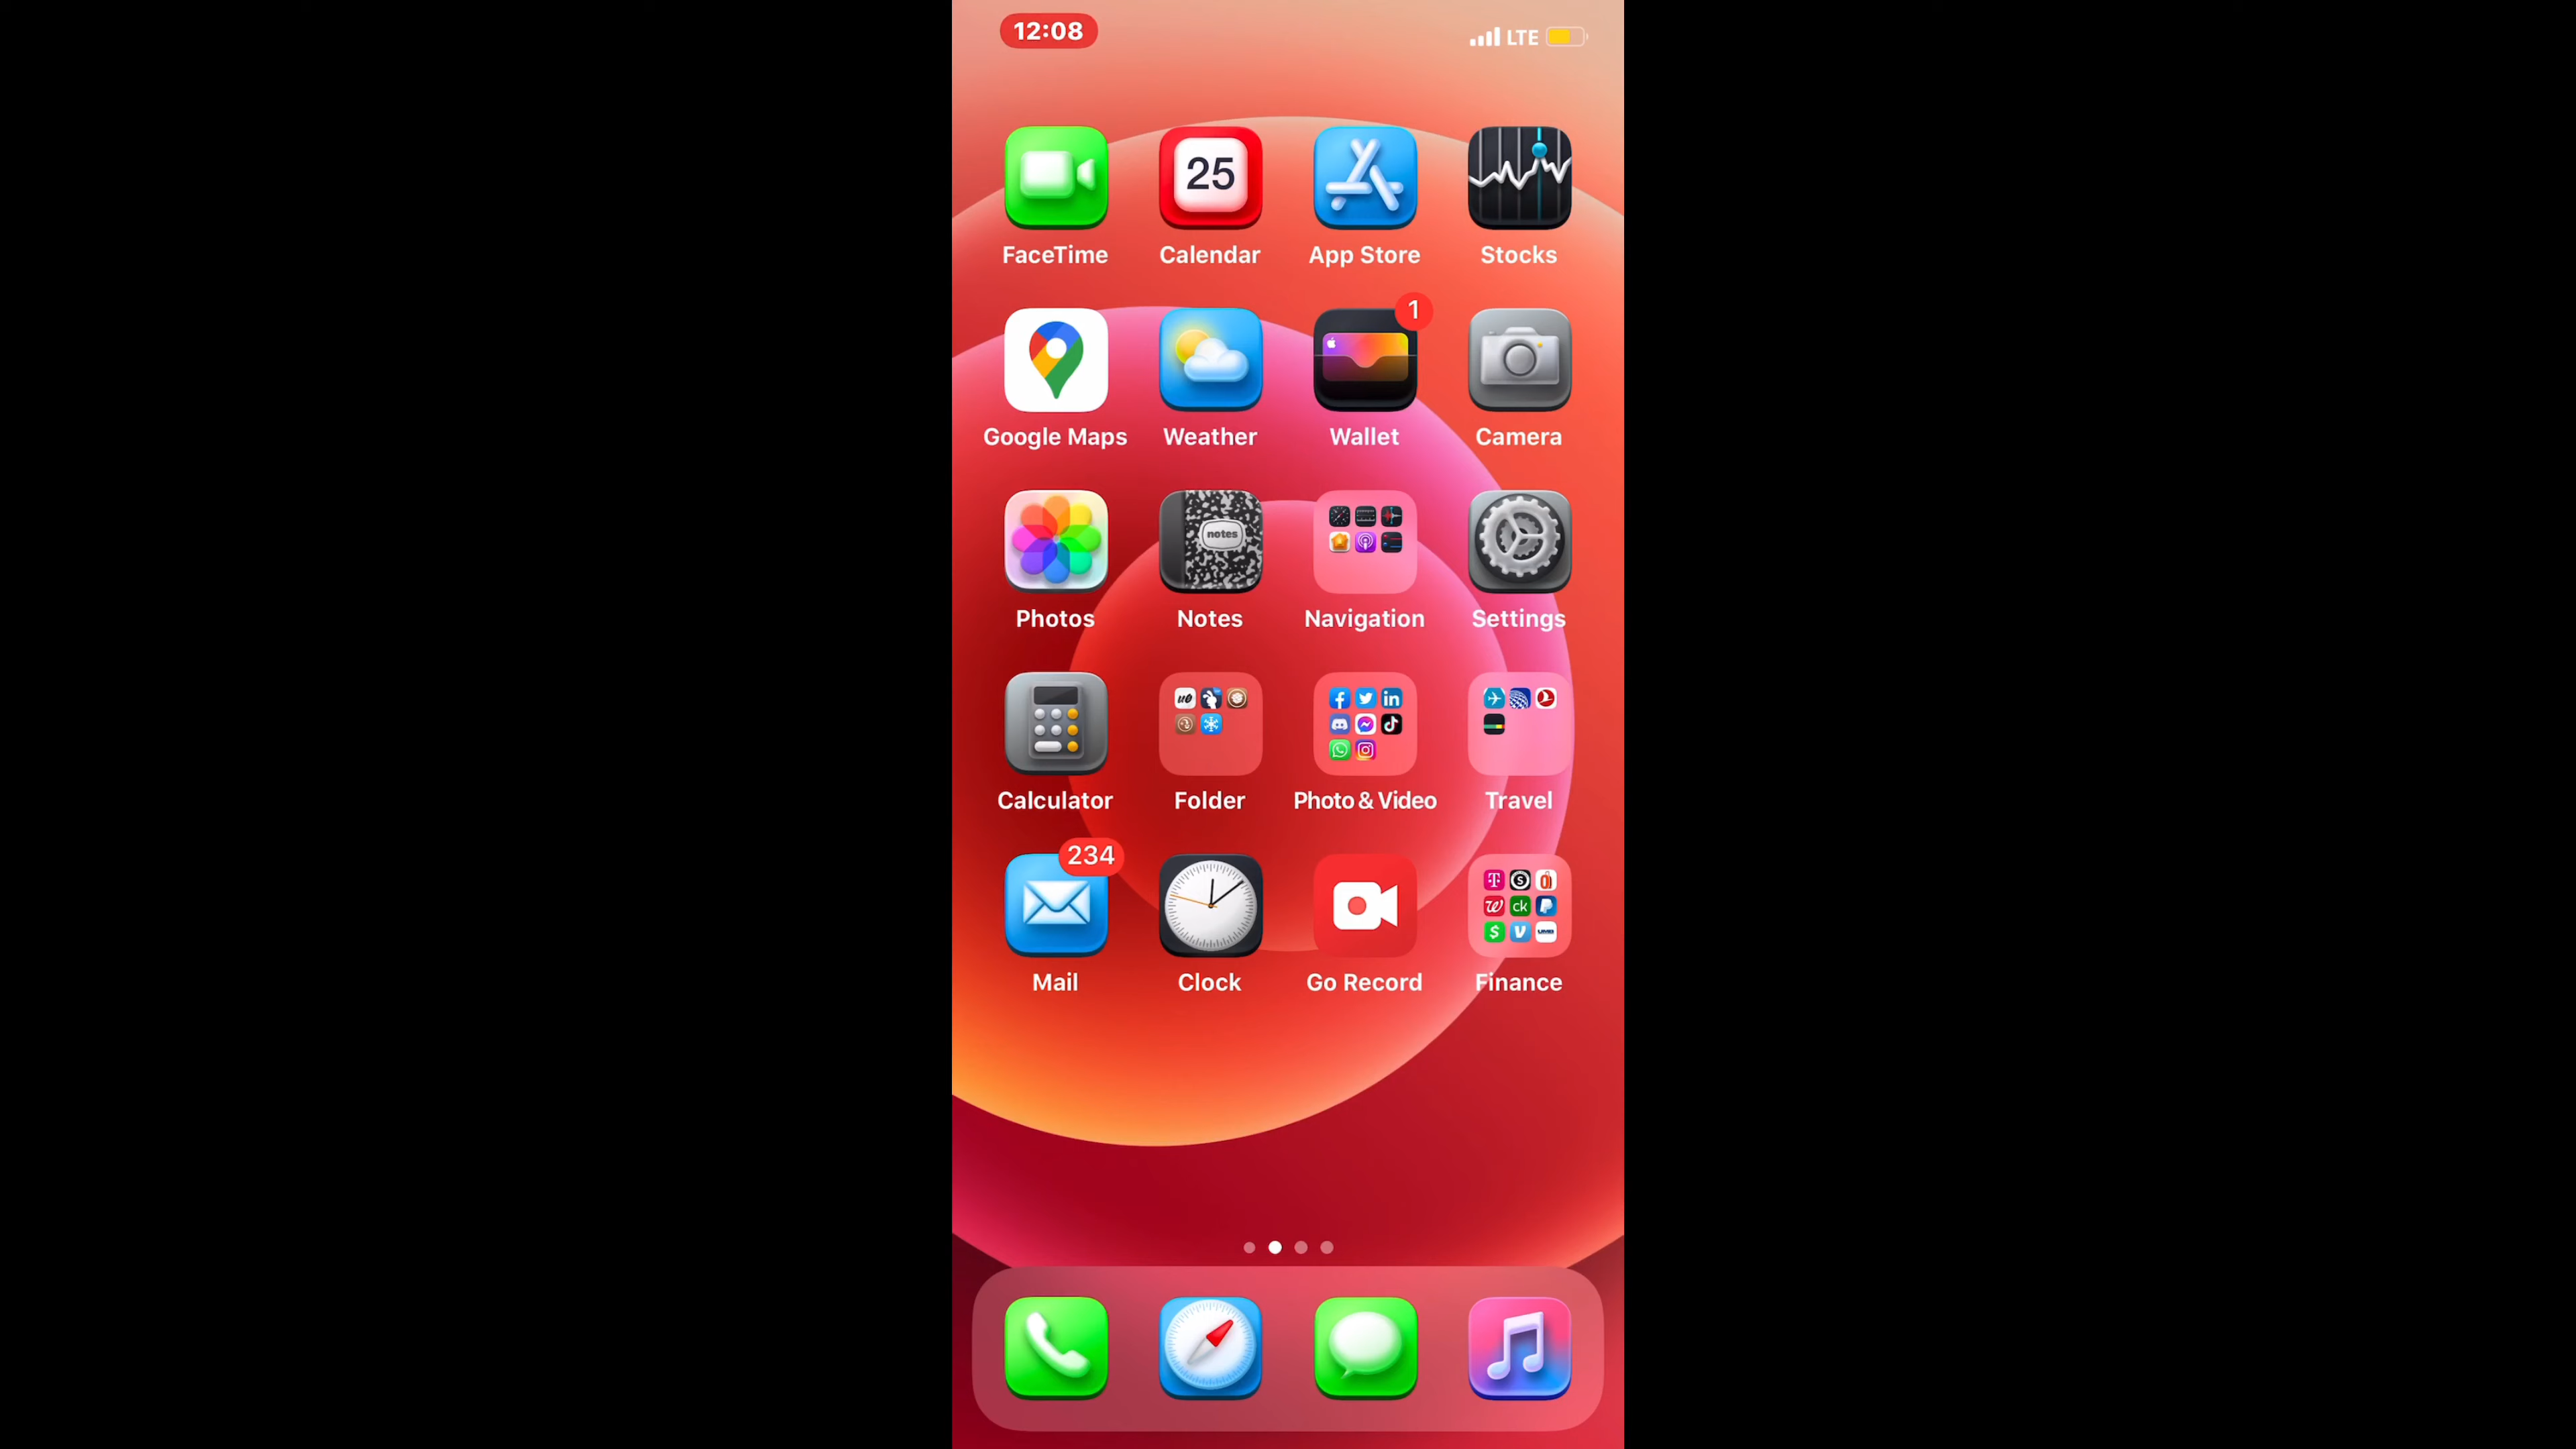 12:08 LTE
25
FaceTime Calendar App Store Stocks
1
Google Maps Weather Wallet Camera
notes
Photos Notes Navigation Settings
Calculator Folder Photo & Video Travel
234
Mail Clock Go Record Finance